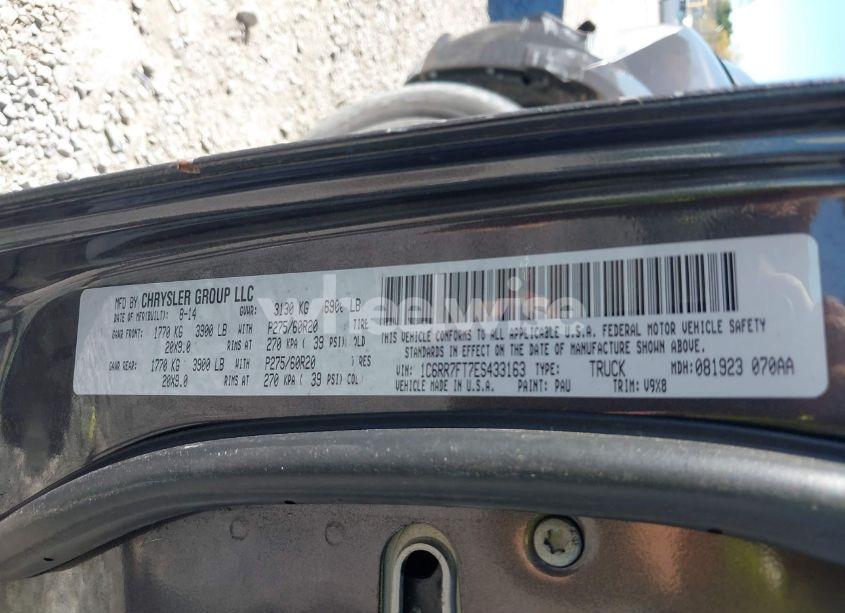 MFD BY CHRYSLER GROUP LLC
DATE OF MFR(BUILT): 8-14 GVWR: 3130 KG 6900 LB
GAWR FRONT: 1770 KG 3900 LB WITH P275/60R20 TIRE
20X9.0 RIMS AT 270 KPA ( 39 PSI) COLD
GAWR REAR: 1770 KG 3900 LB WITH P275/60R20
20X9.0 RIMS AT 270 KPA ( 39 PSI) COL
THIS VEHICLE CONFORMS TO ALL APPLICABLE U.S.A. FEDERAL MOTOR VEHICLE SAFETY
IN EFFECT ON THE DATE OF MANUFACTURE SHOWN ABOVE.
VIN: 1C6RR7FT7ES433163 TYPE: TRUCK MDH: 081923 070AA
VEHICLE MADE IN U.S.A. PAINT: PAU TRIM: V9X8
wheelwise